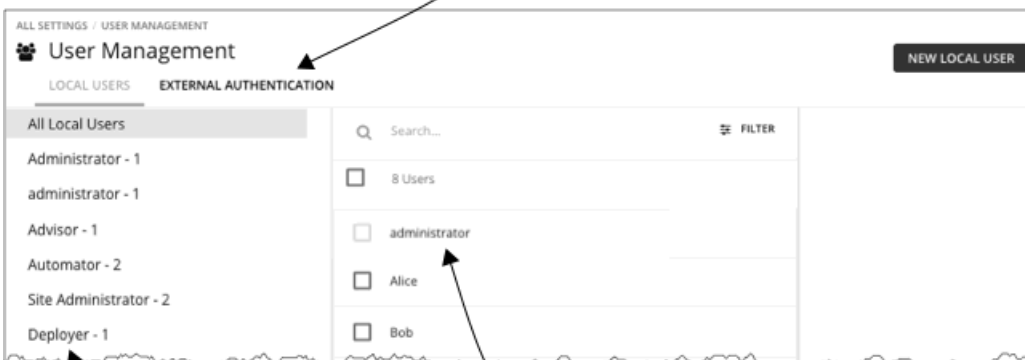 ALL SETTINGS / USER MANAGEMENT
User Management
NEW LOCAL USER
LOCAL USERS EXTERNAL AUTHENTICATION
All Local Users
Administrator - 1
administrator - 1
Advisor - 1
Automator - 2
Site Administrator - 2
Deployer - 1
Search...
FILTER
8 Users
administrator
Alice
Bob